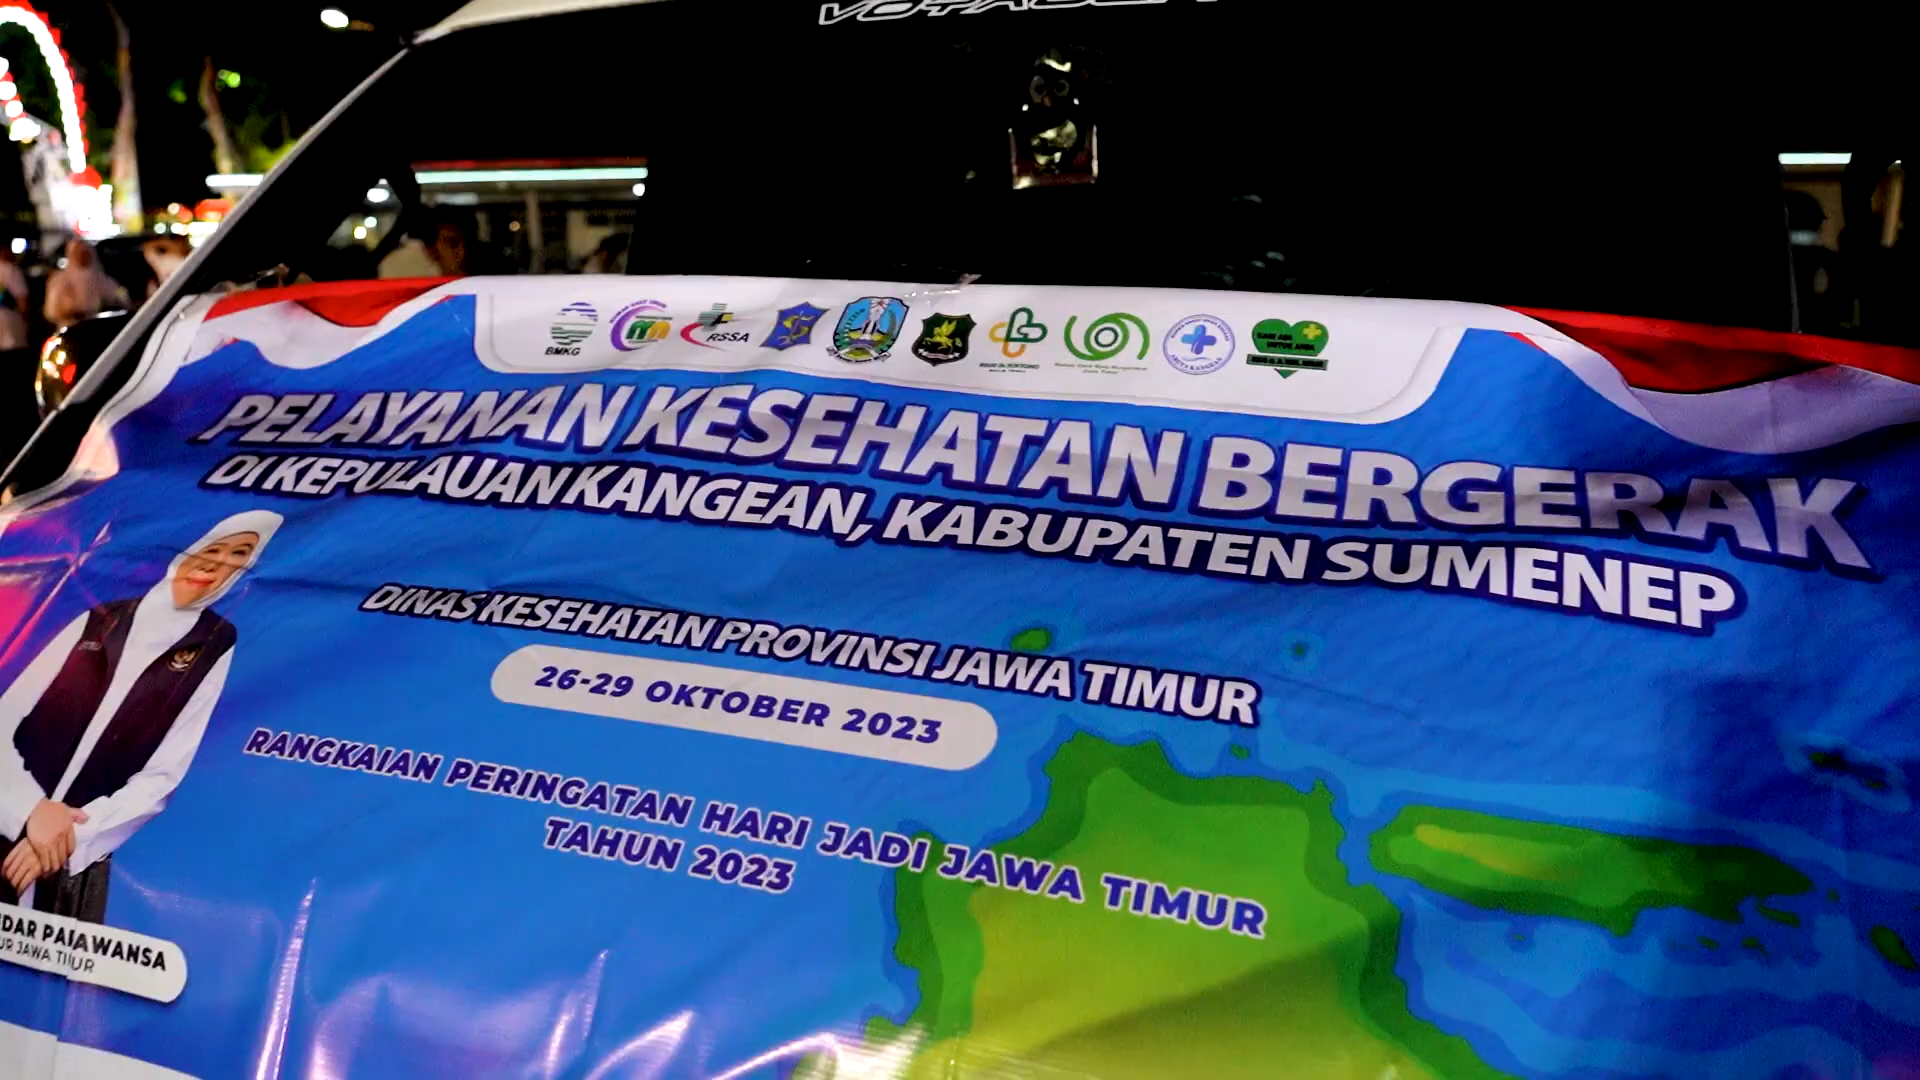 BMKG
RSSA
PELAYANAN KESEHATAN BERGERAK
DI KEPULAUAN KANGEAN, KABUPATEN SUMENEP
DINAS KESEHATAN PROVINSI JAWA TIMUR
26-29 OKTOBER 2023
RANGKAIAN PERINGATAN HARI JADI JAWA TIMUR
TAHUN 2023
DAR PARAWANSA
UR JAWA TIMUR